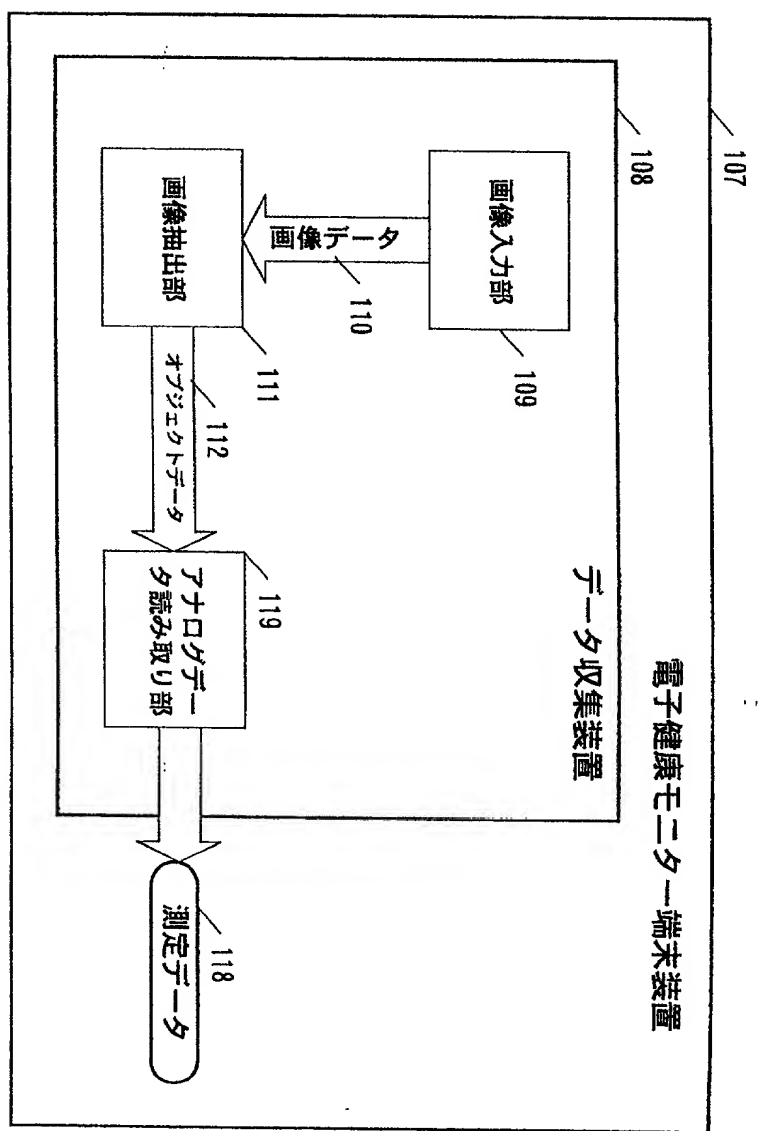 107
電子健康モニター端末装置
108
データ収集装置
画像入力部
109
画像データ
110
画像抽出部
111
オブジェクトデータ
112
アナログデー
タ読み取り部
119
測定データ
118